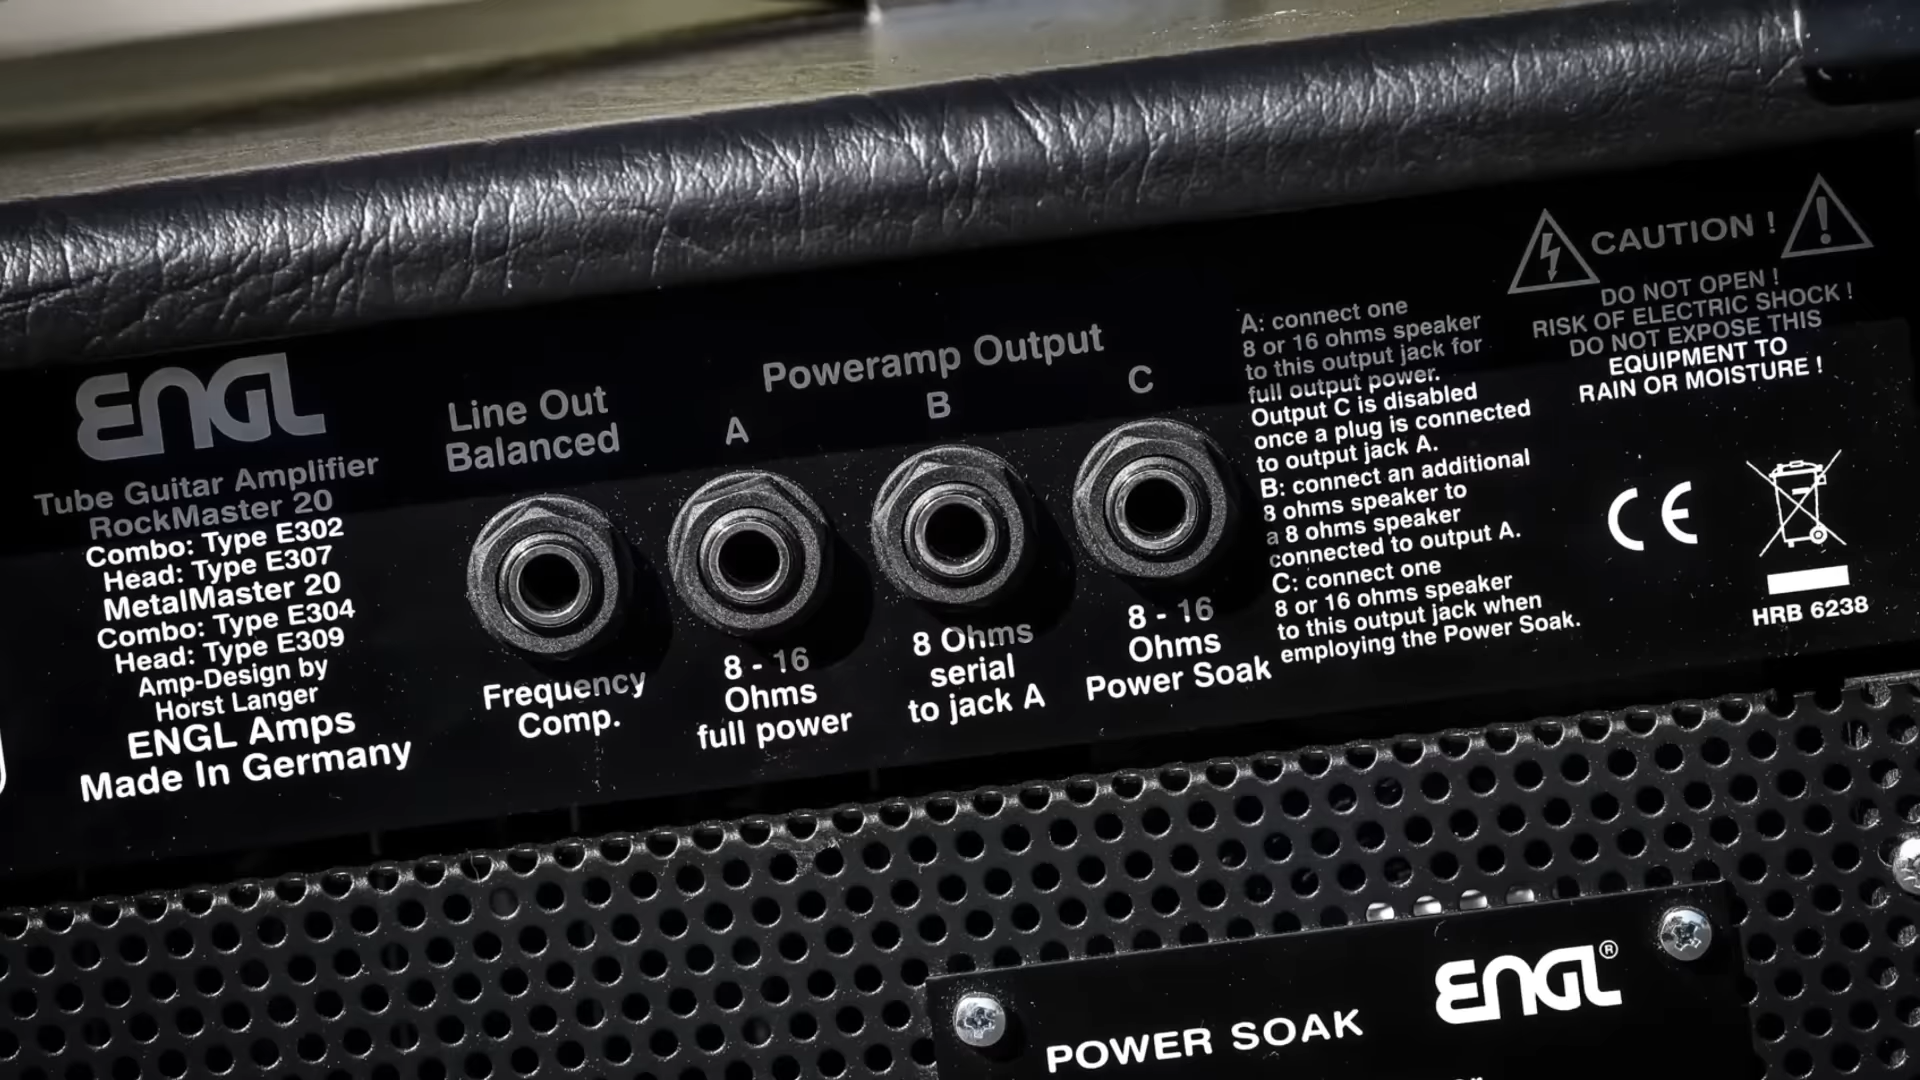 ENGL
Tube Guitar Amplifier
RockMaster 20
Combo: Type E302
Head: Type E307
MetalMaster 20
Combo: Type E304
Head: Type E309
Amp-Design by
Horst Langer
ENGL Amps
Made In Germany
Line Out
Balanced
Frequency
Comp.
Poweramp Output
A
8 - 16
Ohms
full power
B
8 Ohms
serial
to jack A
C
8 - 16
Ohms
Power Soak
A: connect one
8 or 16 ohms speaker
to this output jack for
full output power.
Output C is disabled
once a plug is connected
to output jack A.
B: connect an additional
8 ohms speaker to
a 8 ohms speaker
connected to output A.
C: connect one
8 or 16 ohms speaker
to this output jack when
employing the Power Soak.
CAUTION !
DO NOT OPEN !
RISK OF ELECTRIC SHOCK !
DO NOT EXPOSE THIS
EQUIPMENT TO
RAIN OR MOISTURE !
CE
HRB 6238
POWER SOAK
ENGL®